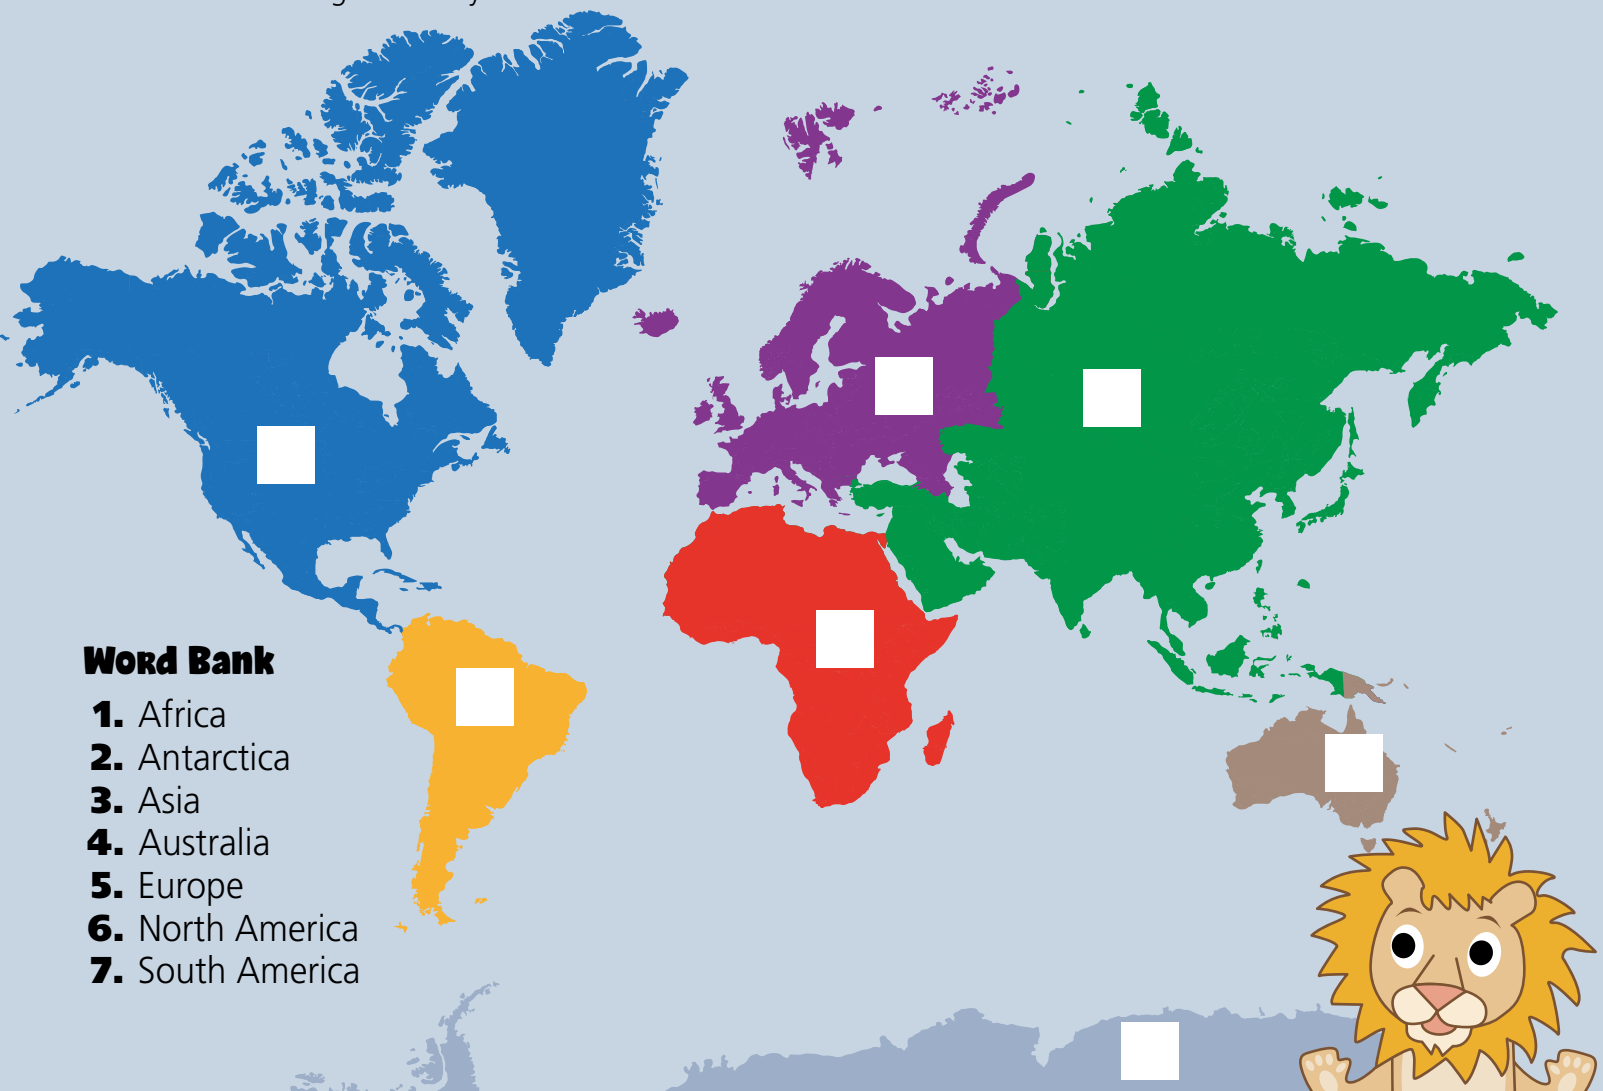 Word Bank
1. Africa
2. Antarctica
3. Asia
4. Australia
5. Europe
6. North America
7. South America